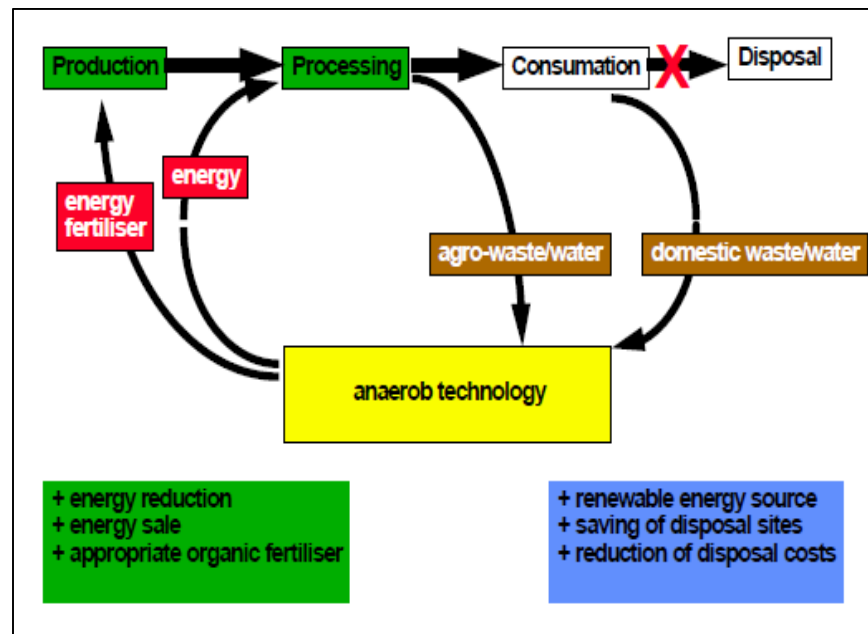 Production
Processing
Consumation
X
Disposal
energy
energy
fertiliser
agro-waste/water
domestic waste/water
anaerob technology
+ energy reduction
+ energy sale
+ appropriate organic fertiliser
+ renewable energy source
+ saving of disposal sites
+ reduction of disposal costs